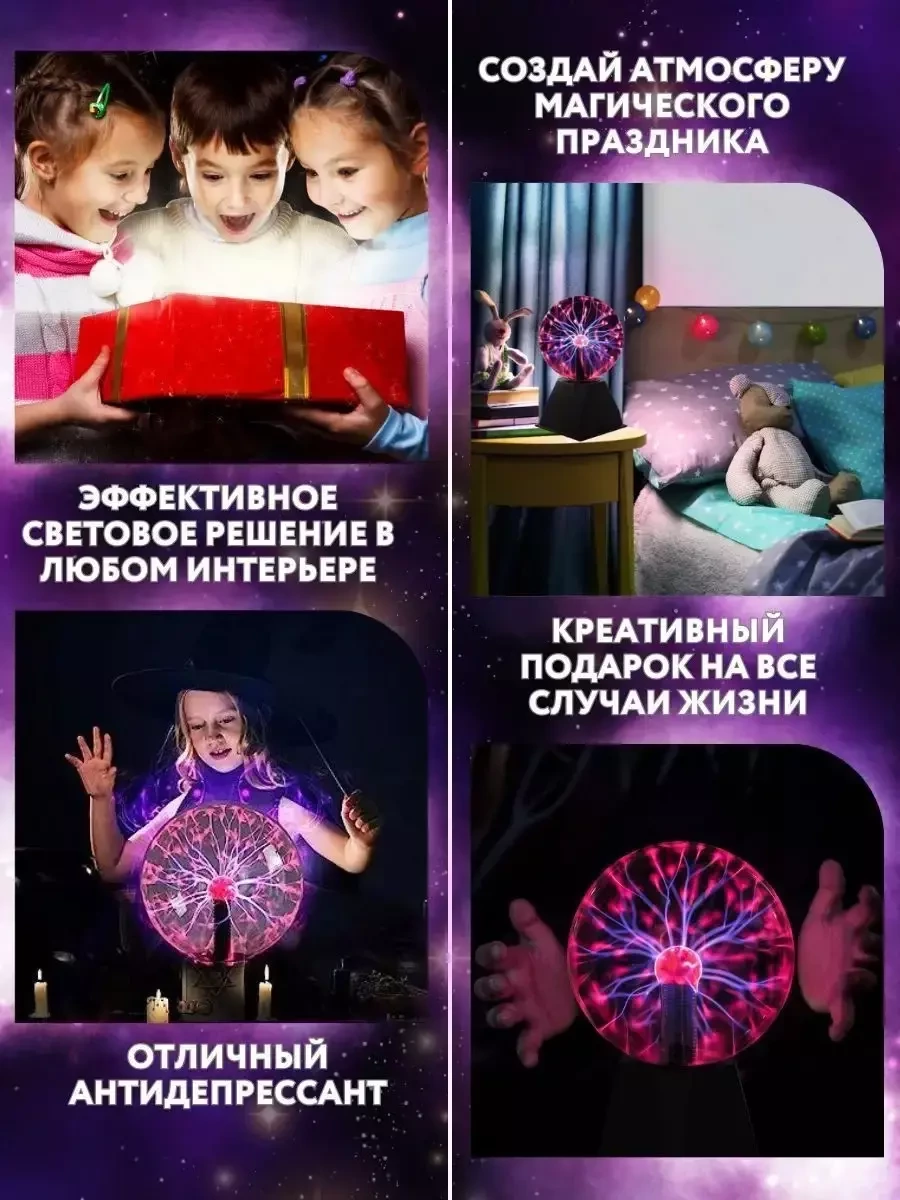 ЭФФЕКТИВНОЕ
СВЕТОВОЕ РЕШЕНИЕ В
ЛЮБОМ ИНТЕРЬЕРЕ
ОТЛИЧНЫЙ
АНТИДЕПРЕССАНТ
СОЗДАЙ АТМОСФЕРУ
МАГИЧЕСКОГО
ПРАЗДНИКА
КРЕАТИВНЫЙ
ПОДАРОК НА ВСЕ
СЛУЧАИ ЖИЗНИ